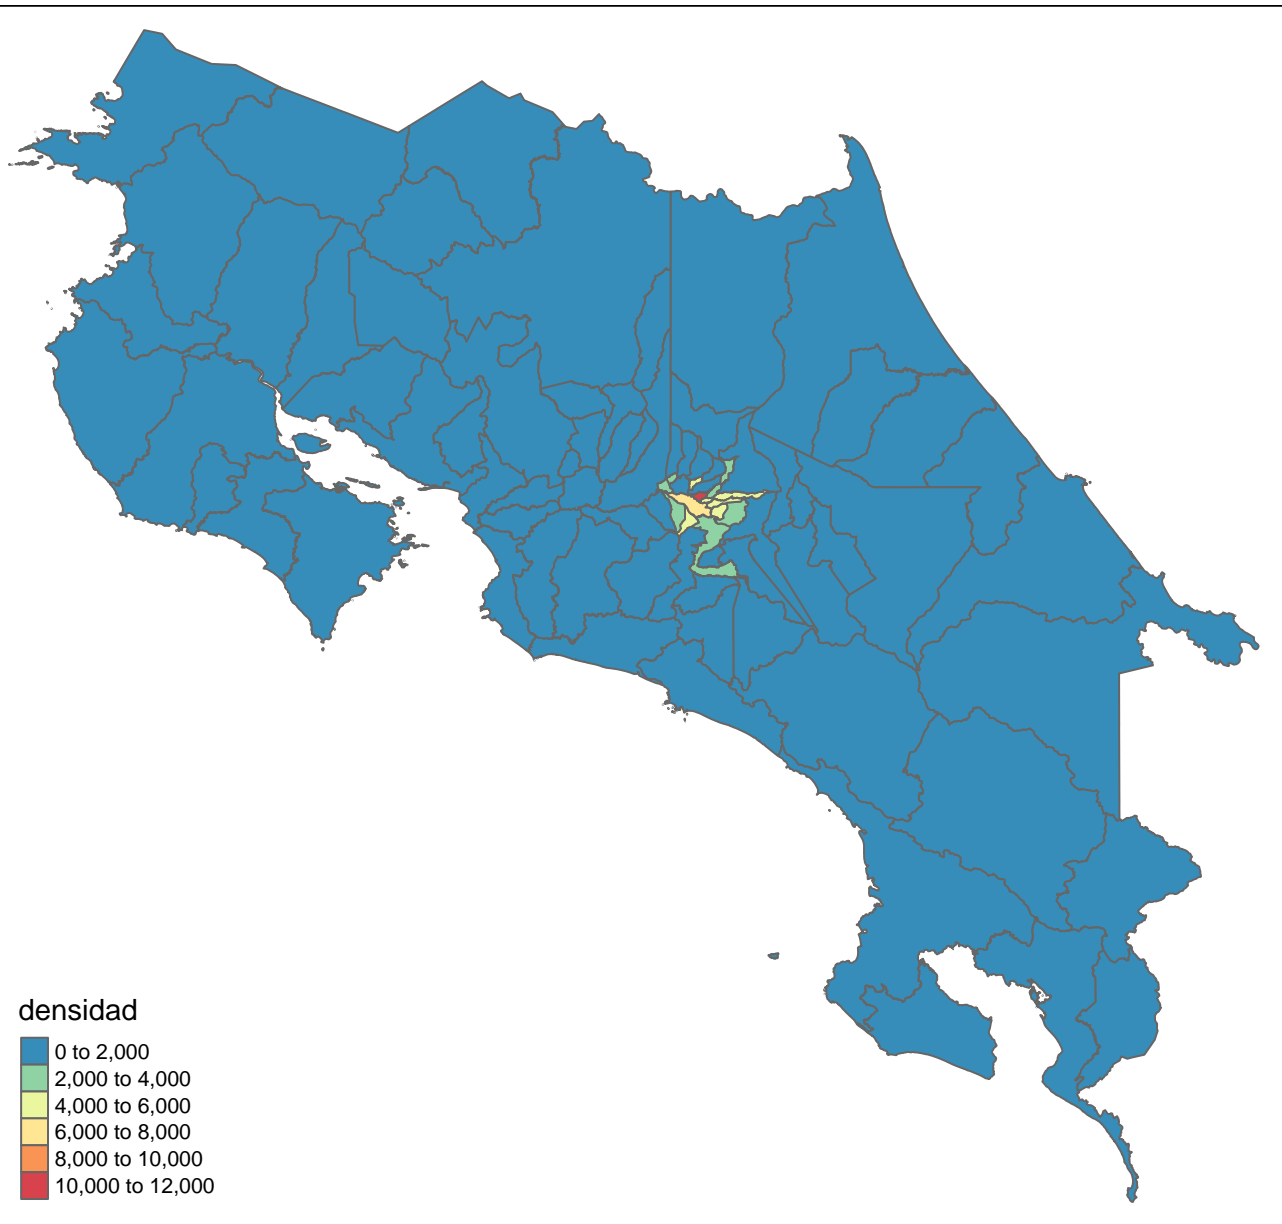 densidad
0 to 2,000
2,000 to 4,000
4,000 to 6,000
6,000 to 8,000
8,000 to 10,000
10,000 to 12,000